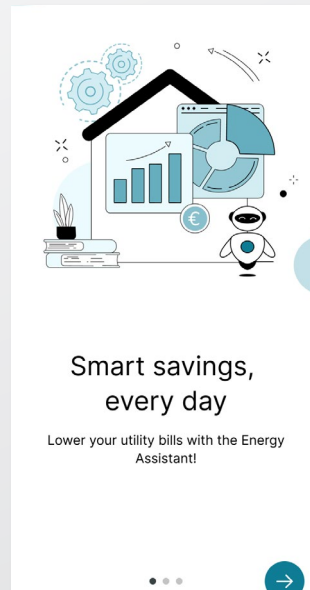 €
Smart savings,
every day
Lower your utility bills with the Energy
Assistant!